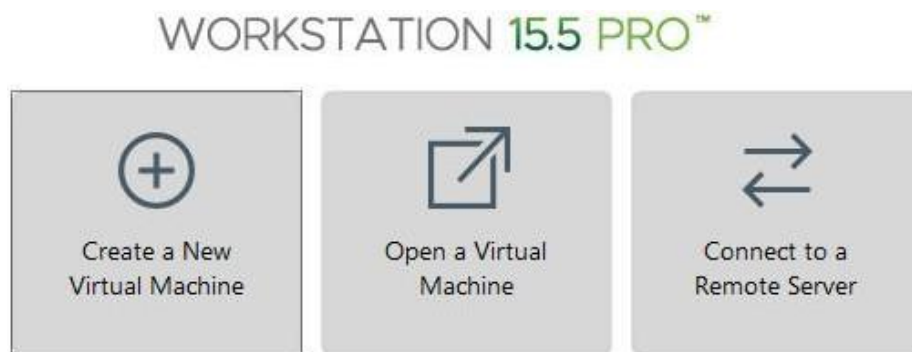 WORKSTATION 15.5 PRO™
Create a New
Virtual Machine
Open a Virtual
Machine
Connect to a
Remote Server